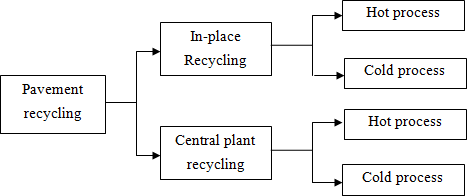 Pavement
recycling
In-place
Recycling
Hot process
Cold process
Central plant
recycling
Hot process
Cold process